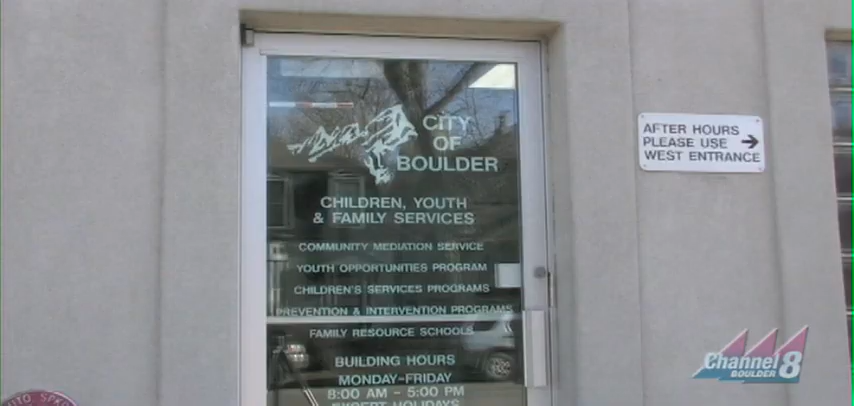 CITY
OF
BOULDER
CHILDREN, YOUTH
& FAMILY SERVICES
COMMUNITY MEDIATION SERVICE
YOUTH OPPORTUNITIES PROGRAM
CHILDREN'S SERVICES PROGRAMS
PREVENTION & INTERVENTION PROGRAMS
FAMILY RESOURCE SCHOOLS
BUILDING HOURS
MONDAY-FRIDAY
8:00 AM - 5:00 PM
EXCEPT HOLIDAYS
AFTER HOURS
PLEASE USE
WEST ENTRANCE
Channel 8
BOULDER